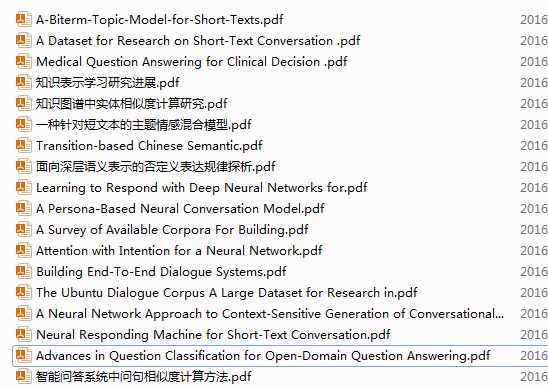 A-Biterm-Topic-Model-for-Short-Texts.pdf 2016
A Dataset for Research on Short-Text Conversation .pdf 2016
Medical Question Answering for Clinical Decision .pdf 2016
知识表示学习研究进展.pdf 2016
知识图谱中实体相似度计算研究.pdf 2016
一种针对短文本的主题情感混合模型.pdf 2016
Transition-based Chinese Semantic.pdf 2016
面向深层语义表示的否定义表达规律探析.pdf 2016
Learning to Respond with Deep Neural Networks for.pdf 2016
A Persona-Based Neural Conversation Model.pdf 2016
A Survey of Available Corpora For Building.pdf 2016
Attention with Intention for a Neural Network.pdf 2016
Building End-To-End Dialogue Systems.pdf 2016
The Ubuntu Dialogue Corpus A Large Dataset for Research in.pdf 2016
A Neural Network Approach to Context-Sensitive Generation of Conversational... 2016
Neural Responding Machine for Short-Text Conversation.pdf 2016
Advances in Question Classification for Open-Domain Question Answering.pdf 2016
智能问答系统中问句相似度计算方法.pdf 2016